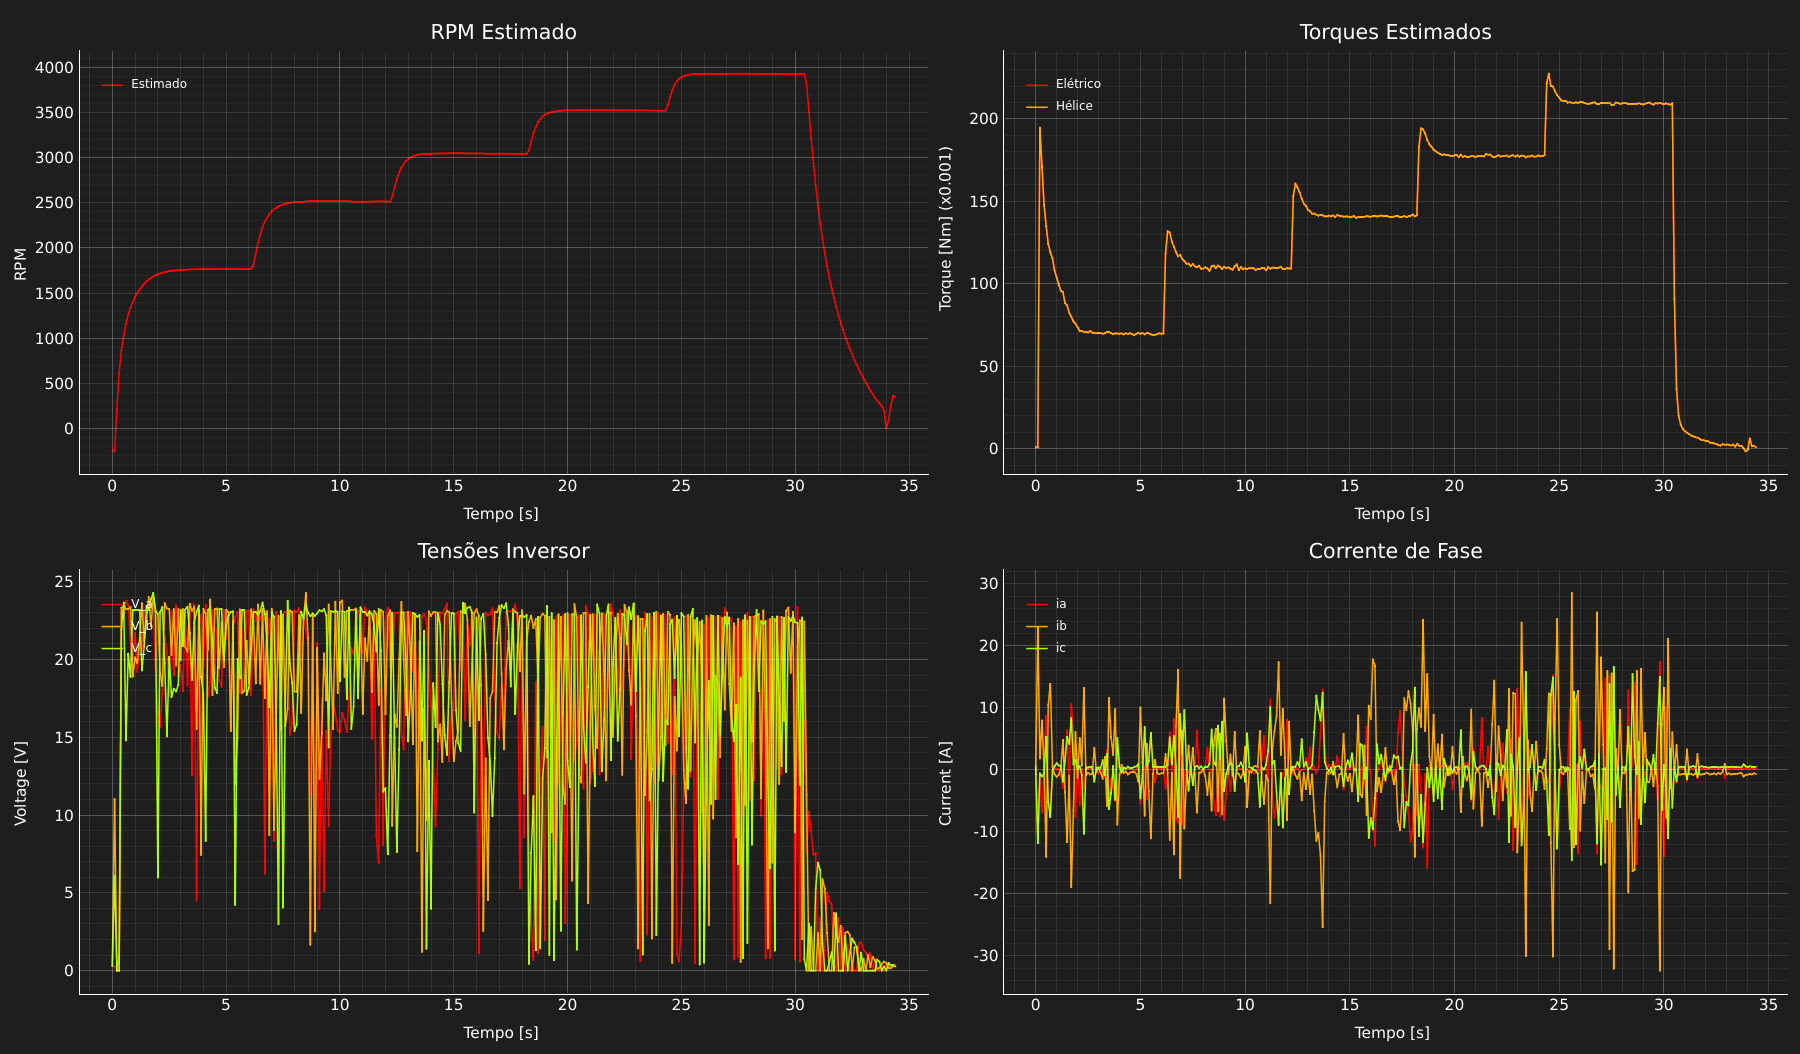 RPM Estimado
4000
3500
3000
2500
2000
1500
1000
500
0
RPM
Estimado
0 5 10 15 20 25 30 35
Tempo [s]
Torques Estimados
200
150
100
50
0
Torque [Nm] (x0.001)
Elétrico
Hélice
0 5 10 15 20 25 30 35
Tempo [s]
Tensões Inversor
25
20
15
10
5
0
Voltage [V]
V_a
V_b
V_c
0 5 10 15 20 25 30 35
Tempo [s]
Corrente de Fase
30
20
10
0
-10
-20
-30
Current [A]
ia
ib
ic
0 5 10 15 20 25 30 35
Tempo [s]